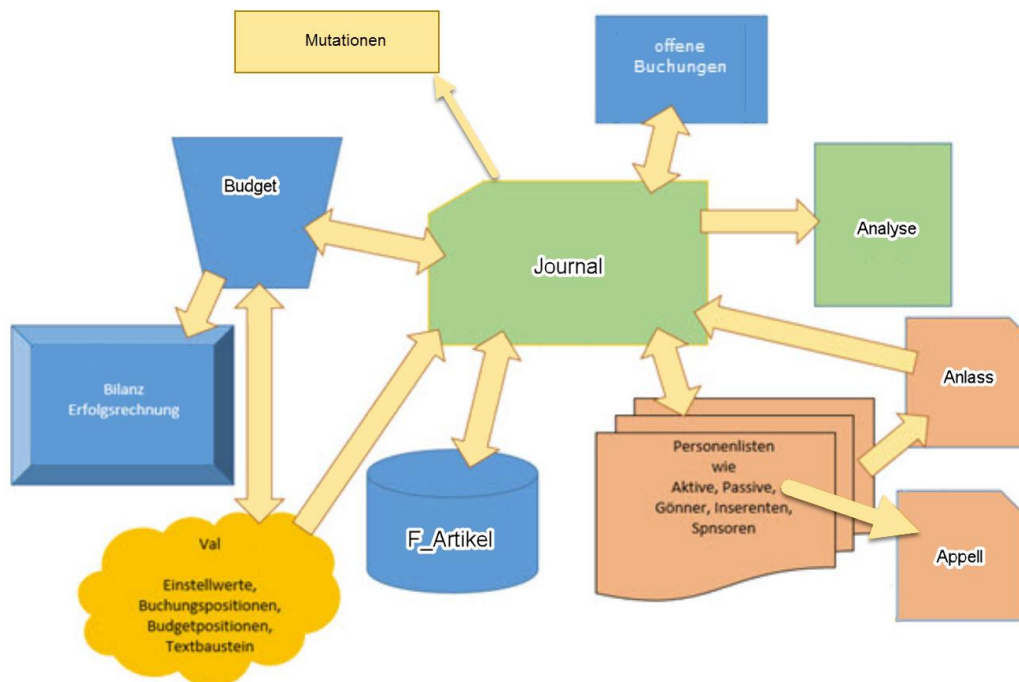 Mutationen
offene
Buchungen
Budget
Analyse
Journal
Bilanz
Erfolgsrechnung
Anlass
Personenlisten
wie
Aktive, Passive,
Gönner, Inserenten,
Spnsoren
F_Artikel
Appell
Val
Einstellwerte,
Buchungspositionen,
Budgetpositionen,
Textbaustein